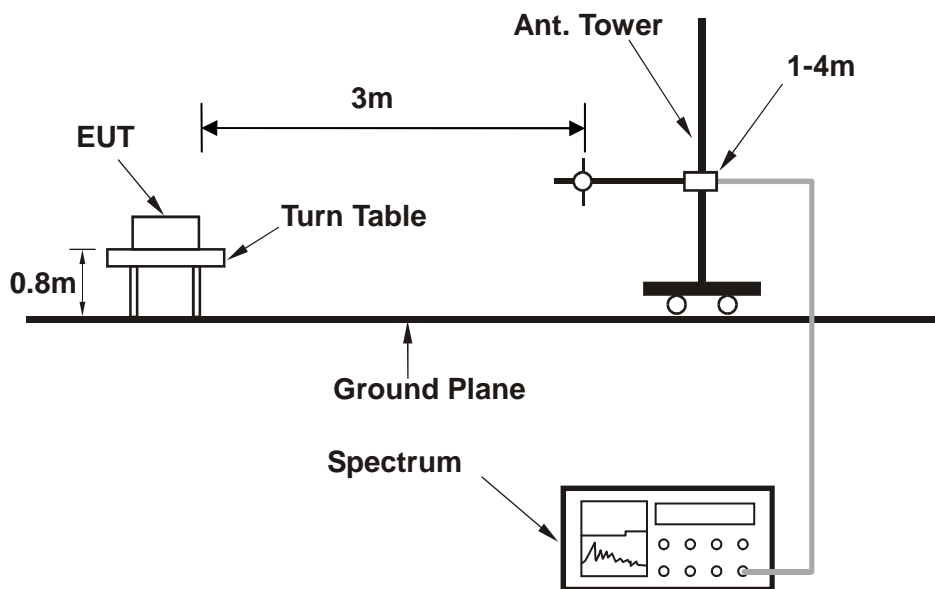 Ant. Tower
1-4m
3m
EUT
Turn Table
0.8m
Ground Plane
Spectrum